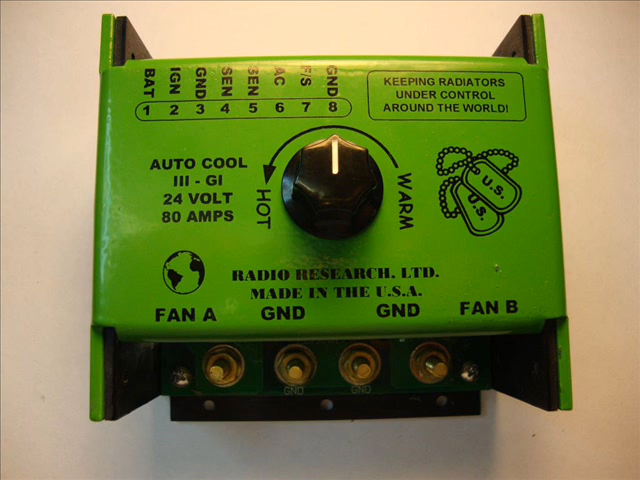 BAT IGN GND SEN SEN AC F/S GND
1 2 3 4 5 6 7 8
KEEPING RADIATORS
UNDER CONTROL
AROUND THE WORLD!
AUTO COOL
III - GI
24 VOLT
80 AMPS
HOT
WARM
U.S.
U.S.
RADIO RESEARCH, LTD.
MADE IN THE U.S.A.
FAN A GND GND FAN B
GND GND